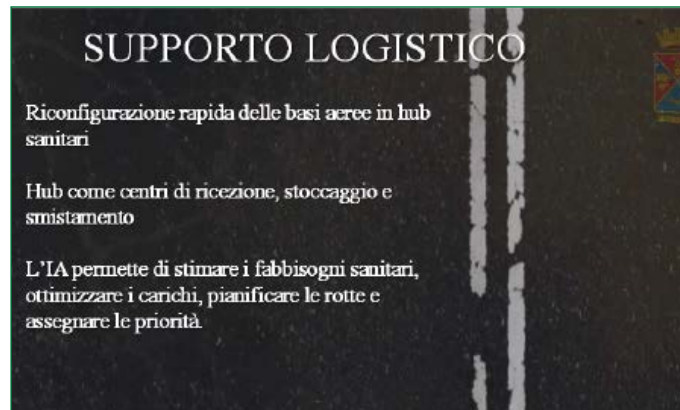 SUPPORTO LOGISTICO
Riconfigurazione rapida delle basi aeree in hub
sanitari
Hub come centri di ricezione, stoccaggio e
smistamento
L'IA permette di stimare i fabbisogni sanitari,
ottimizzare i carichi, pianificare le rotte e
assegnare le priorità.